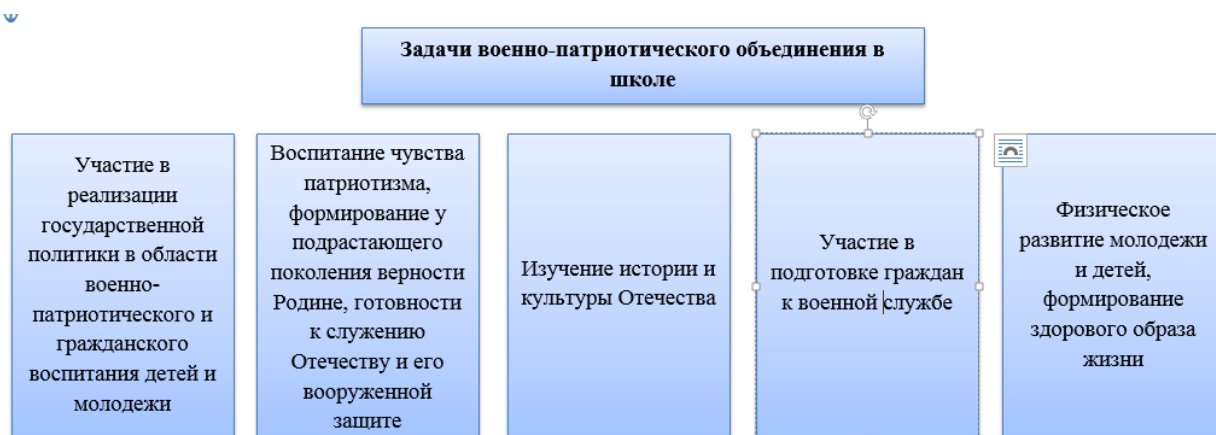 Задачи военно-патриотического объединения в
школе
Участие в
реализации
государственной
политики в области
военно-
патриотического и
гражданского
воспитания детей и
молодежи
Воспитание чувства
патриотизма,
формирование у
подрастающего
поколения верности
Родине, готовности
к служению
Отечеству и его
вооруженной
защите
Изучение истории и
культуры Отечества
Участие в
подготовке граждан
к военной службе
Физическое
развитие молодежи
и детей,
формирование
здорового образа
жизни